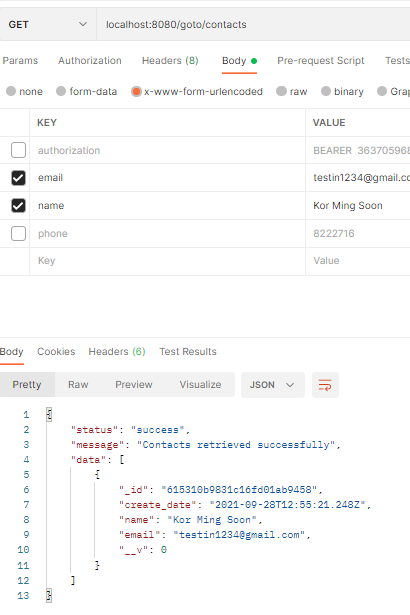 GET localhost:8080/goto/contacts
Params Authorization Headers (8) Body Pre-request Script Tests
none form-data x-www-form-urlencoded raw binary
KEY VALUE
authorization BEARER 363705968
email testin1234@gmail.co
name Kor Ming Soon
phone 8222716
Key Value
Body Cookies Headers (6) Test Results
Pretty Raw Preview Visualize JSON
1 {
2 "status": "success",
3 "message": "Contacts retrieved successfully",
4 "data": [
5 {
6 "_id": "615310b9831c16fd01ab9458",
7 "create_date": "2021-09-28T12:55:21.248Z",
8 "name": "Kor Ming Soon",
9 "email": "testin1234@gmail.com",
10 "__v": 0
11 }
12 ]
13 }